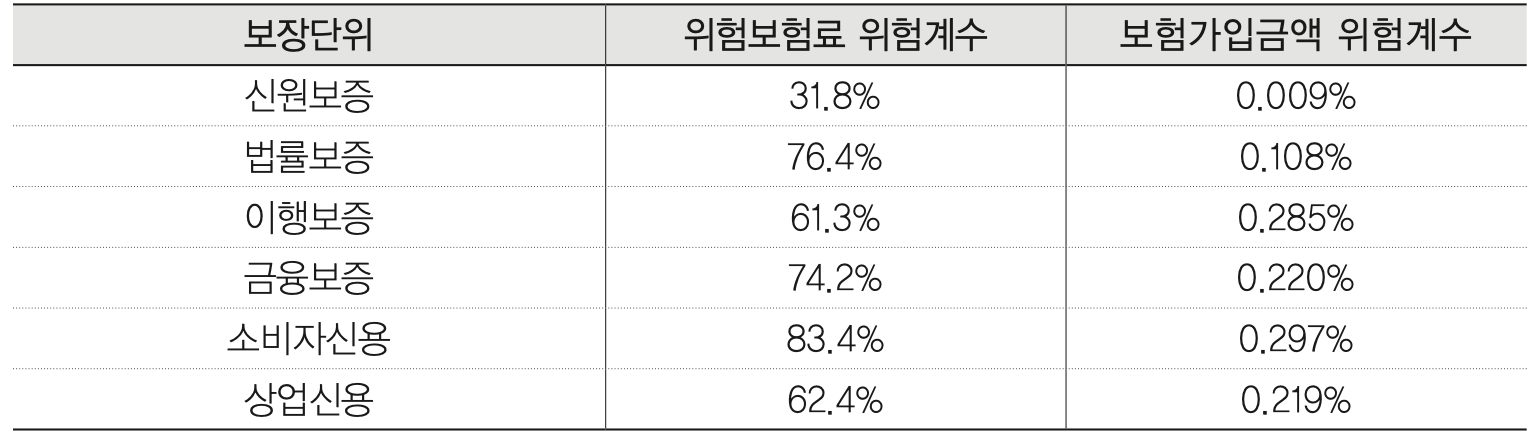 보장단위 위험보험료 위험계수 보험가입금액 위험계수
신원보증 31.8% 0.009%
법률보증 76.4% 0.108%
이행보증 61.3% 0.285%
금융보증 74.2% 0.220%
소비자신용 83.4% 0.297%
상업신용 62.4% 0.219%